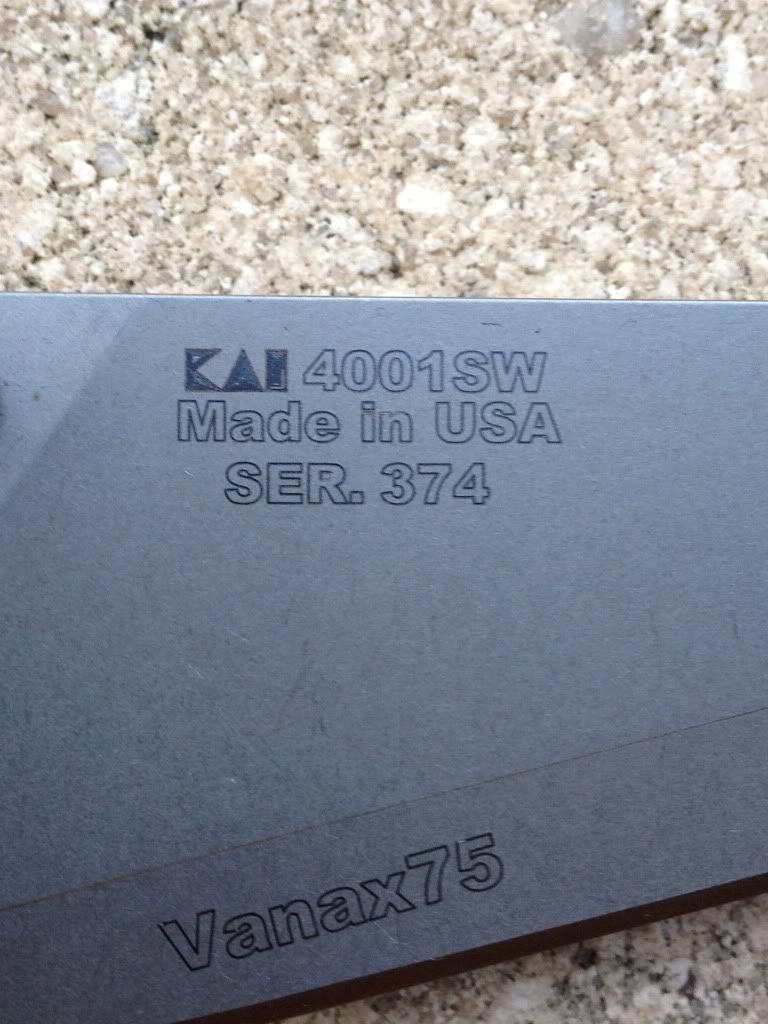 KAI 4001SW
Made in USA
SER. 374
Vanax75